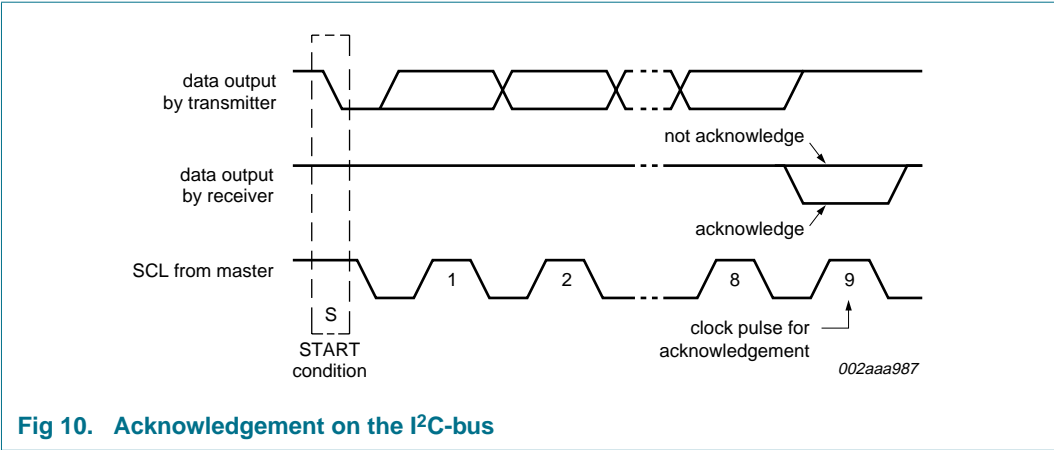 data output
by transmitter
not acknowledge
data output
by receiver
acknowledge
SCL from master
1
2
8
9
S
START
condition
clock pulse for
acknowledgement
002aaa987
Fig 10. Acknowledgement on the I²C-bus